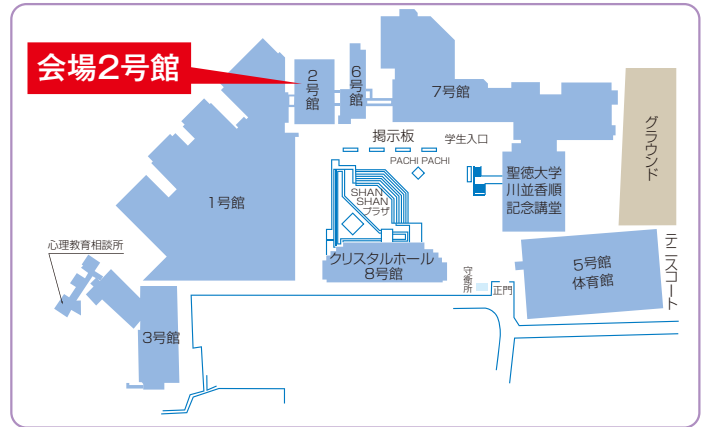 会場2号館
2号館
6号館
7号館
グラウンド
掲示板
学生入口
PACHI PACHI
聖徳大学
川並香順
記念講堂
1号館
SHAN
SHAN
プラザ
クリスタルホール
8号館
心理教育相談所
守衛所
正門
5号館
体育館
テニスコート
3号館